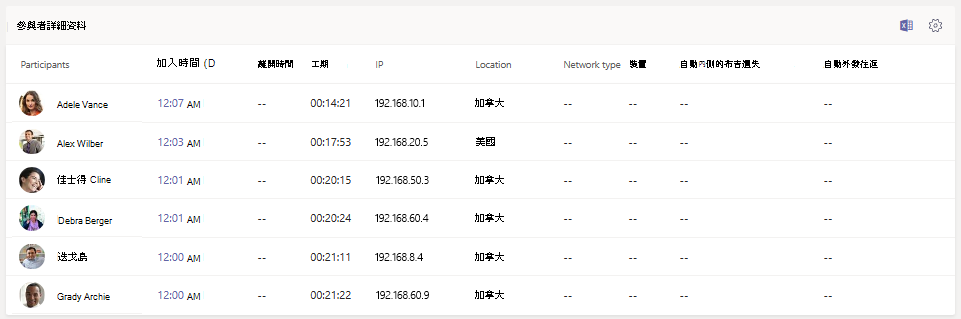 參與者詳細資料
Participants 加入時間 (D 離開時間 工期 IP Location Network type 裝置 自動內側的布吉遺失 自動外發往返
Adele Vance 12:07 AM -- 00:14:21 192.168.10.1 加拿大 -- -- -- --
Alex Wilber 12:03 AM -- 00:17:53 192.168.20.5 美國 -- -- -- --
佳士得 Cline 12:01 AM -- 00:20:15 192.168.50.3 加拿大 -- -- -- --
Debra Berger 12:01 AM -- 00:20:24 192.168.60.4 加拿大 -- -- -- --
迭戈島 12:00 AM -- 00:21:11 192.168.8.4 加拿大 -- -- -- --
Grady Archie 12:00 AM -- 00:21:22 192.168.60.9 加拿大 -- -- -- --